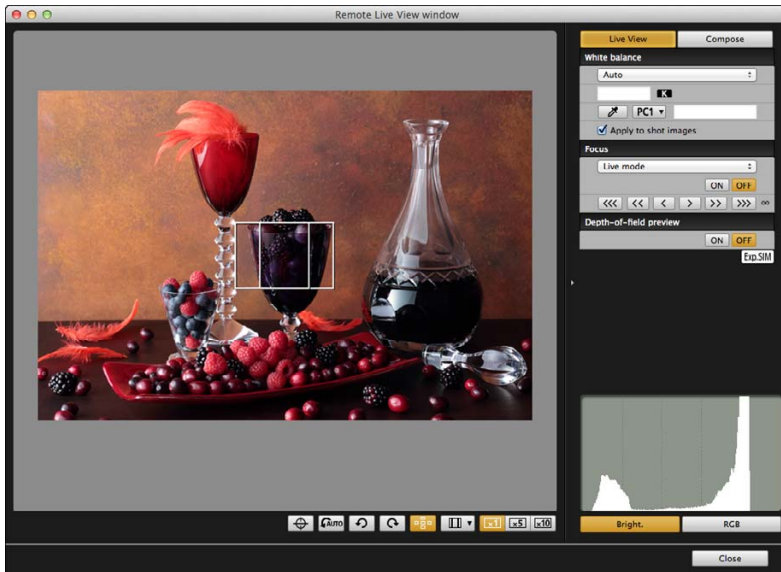 Remote Live View window
Live View
Compose
White balance
Auto
K
PC1
Apply to shot images
Focus
Live mode
ON OFF
<<< << < > >> >>> ∞
Depth-of-field preview
ON OFF
Exp.SIM
AUTO
x1 x5 x10
Bright.
RGB
Close